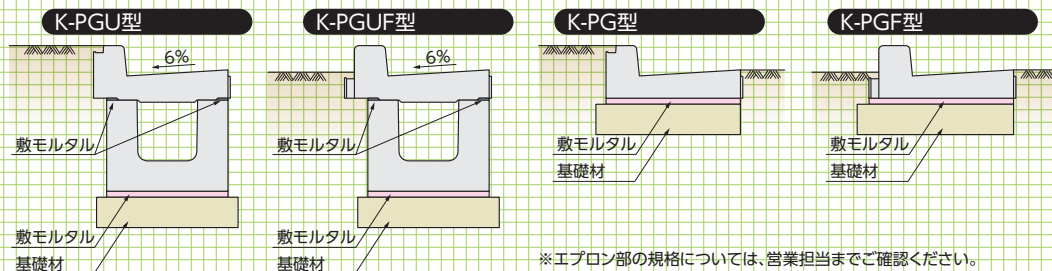 K-PGU型
K-PGUF型
K-PG型
K-PGF型
6%
6%
敷モルタル
敷モルタル
敷モルタル
基礎材
敷モルタル
基礎材
敷モルタル
基礎材
敷モルタル
基礎材
※エプロン部の規格については、営業担当までご確認ください。